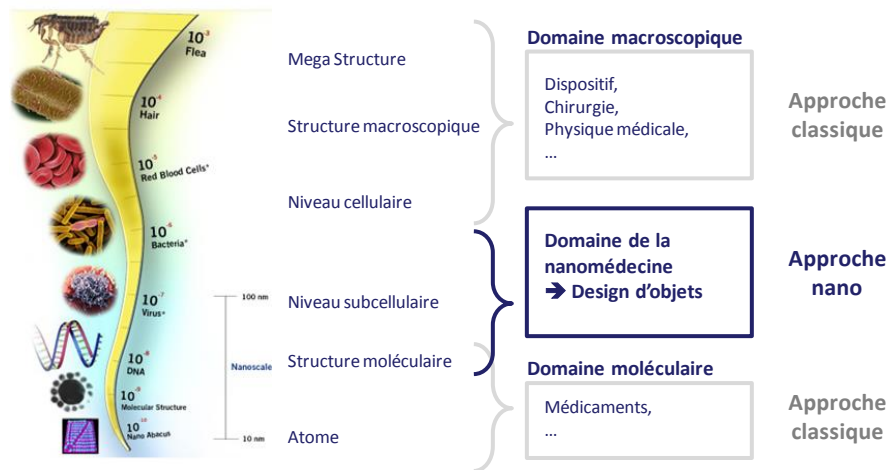 10-3
Flea
10-4
Hair
10-5
Red Blood Cells*
10-6
Bacteria*
10-7
Virus*
10-8
DNA
10-9
Molecular Structure
10-10
Nano Abacus
100 nm
Nanoscale
10 nm
Mega Structure
Structure macroscopique
Niveau cellulaire
Niveau subcellulaire
Structure moléculaire
Atome
Domaine macroscopique
Dispositif,
Chirurgie,
Physique médicale,
...
Approche
classique
Domaine de la
nanomédecine
➔ Design d'objets
Approche
nano
Domaine moléculaire
Médicaments,
...
Approche
classique